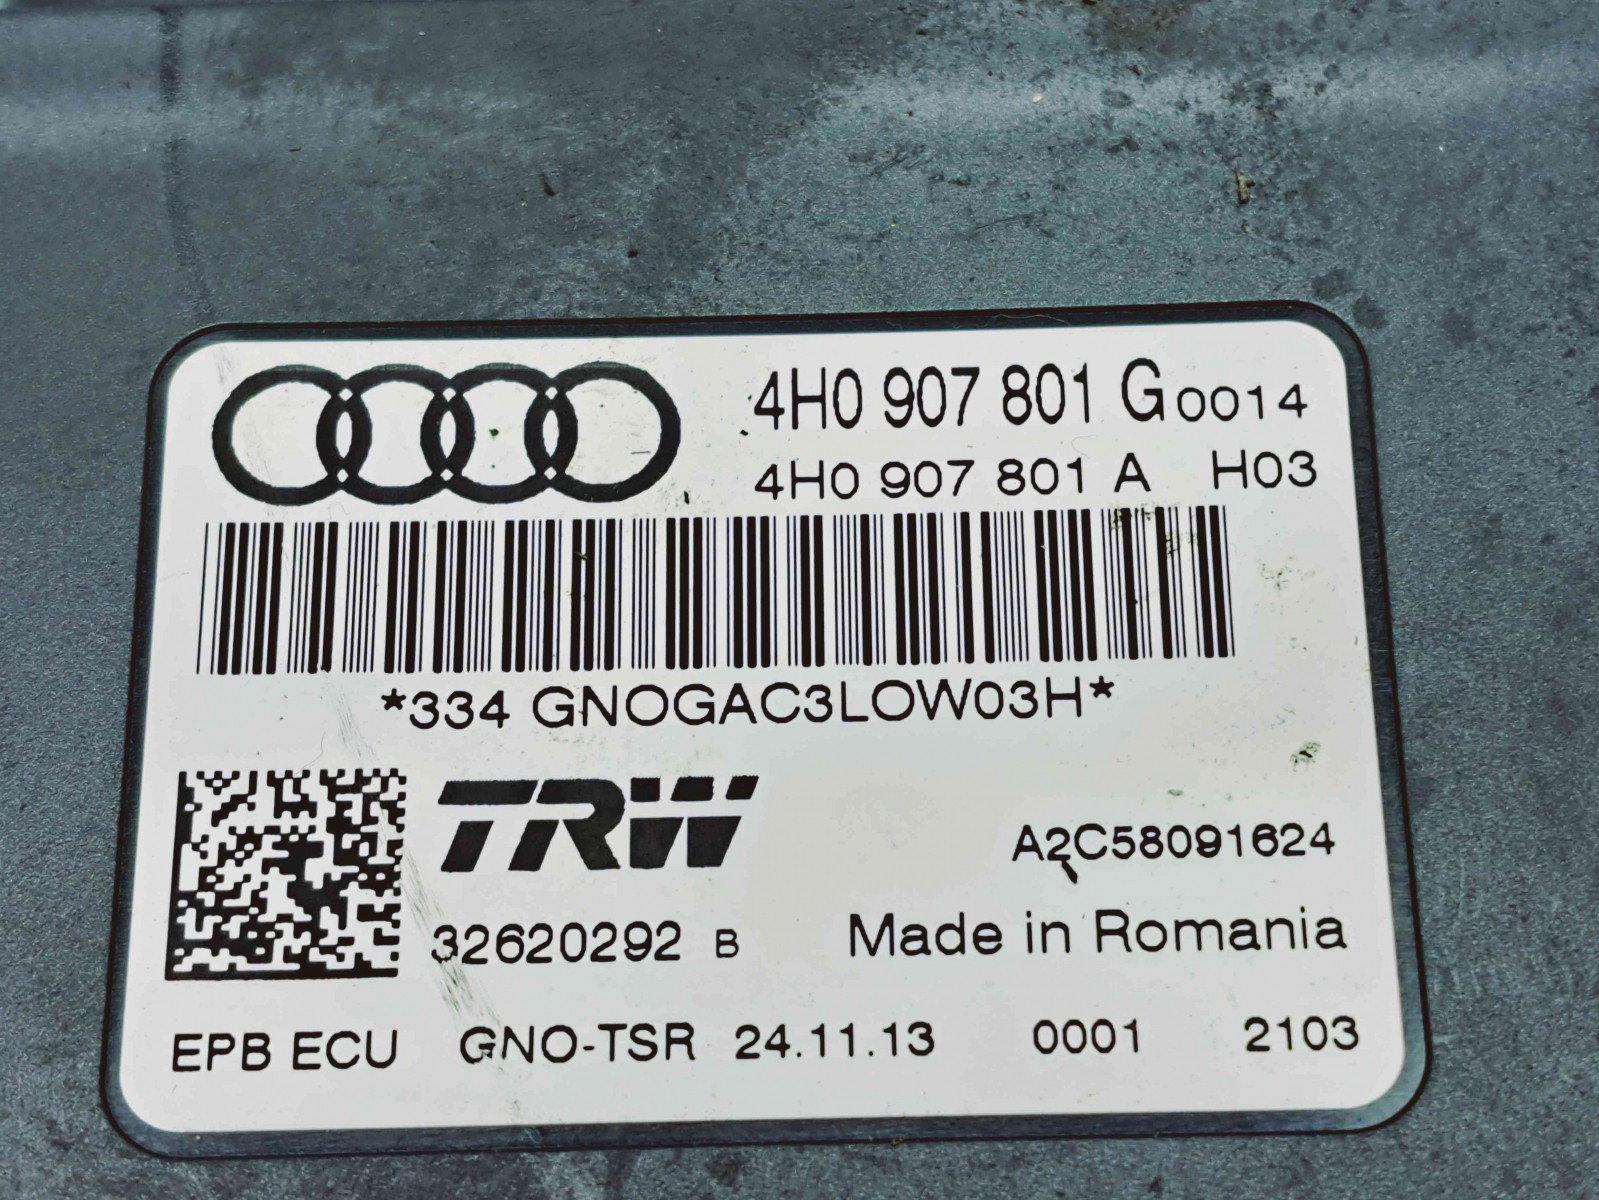 4H0 907 801 G 0014
4H0 907 801 A H03
*334 GNOGAC3LOW03H*
TRW
A2C58091624
32620292 B
Made in Romania
EPB ECU GNO-TSR 24.11.13 0001 2103